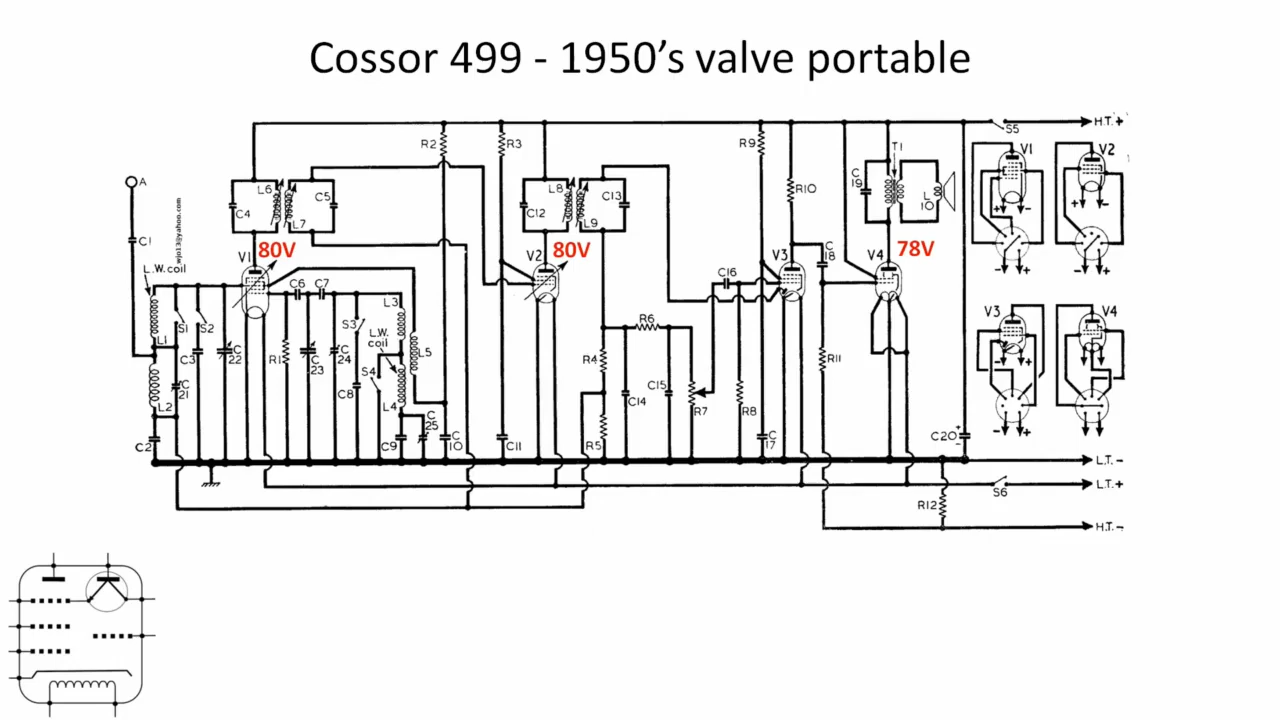 Cossor 499 - 1950’s valve portable
A
C1
L.W. coil
wjn13@yahoo.com
L1
L2
C2
S1
C21
S2
C3
C22
C4
L6
L7
C5
V1
80V
C6
C7
R1
C23
C24
S3
C8
L.W. coil
S4
L3
L4
L5
C9
C25
R2
C10
R3
C11
C12
L8
L9
C13
V2
80V
R4
R5
C14
R6
C15
R7
C16
R8
R9
C17
R10
V3
C18
R11
C19
T1
L10
V4
78V
C20
+
-
R12
S5
S6
H.T.+
L.T.-
L.T.+
H.T.-
V1
+ -
- +
V2
+ -
- +
V3
- +
- +
V4